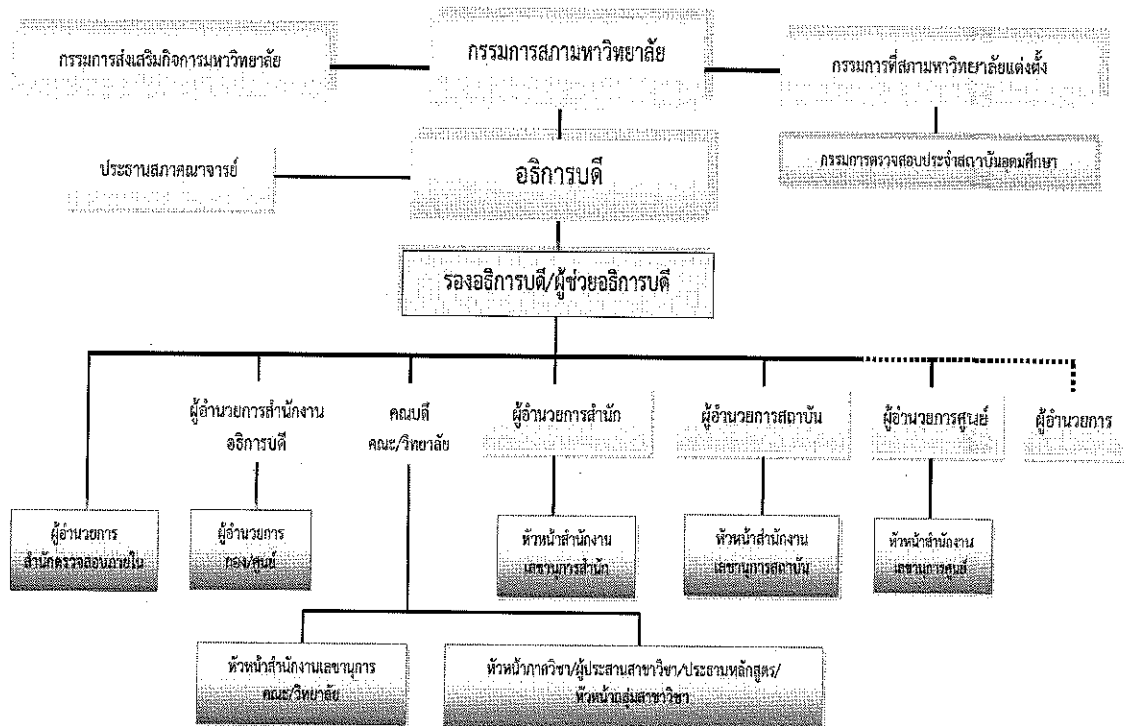 กรรมการส่งเสริมกิจการมหาวิทยาลัย
กรรมการสภามหาวิทยาลัย
กรรมการที่สภามหาวิทยาลัยแต่งตั้ง
กรรมการตรวจสอบประจำสถาบันอุดมศึกษา
ประธานสภาคณาจารย์
อธิการบดี
รองอธิการบดี/ผู้ช่วยอธิการบดี
ผู้อำนวยการสำนักงาน
อธิการบดี
คณบดี
คณะ/วิทยาลัย
ผู้อำนวยการสำนัก
ผู้อำนวยการสถาบัน
ผู้อำนวยการศูนย์
ผู้อำนวยการ
ผู้อำนวยการ
สำนักตรวจสอบภายใน
ผู้อำนวยการ
กอง/ศูนย์
หัวหน้าสำนักงาน
เลขานุการสำนัก
หัวหน้าสำนักงาน
เลขานุการสถาบัน
หัวหน้าสำนักงาน
เลขานุการศูนย์
หัวหน้าสำนักงานเลขานุการ
คณะ/วิทยาลัย
หัวหน้าภาควิชา/ผู้ประสานสาขาวิชา/ประธานหลักสูตร/
หัวหน้ากลุ่มสาขาวิชา